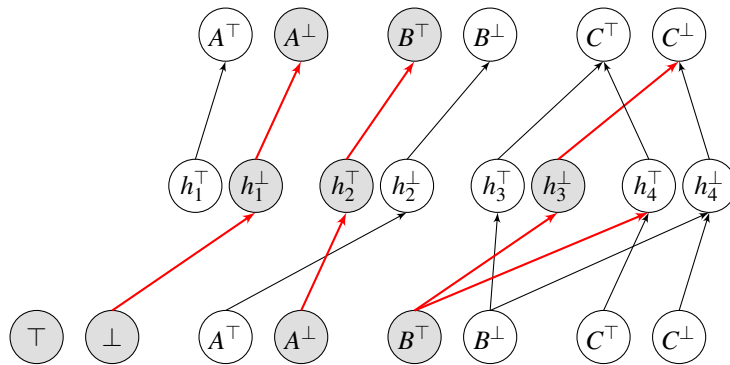 A⊤ A⊥ B⊤ B⊥ C⊤ C⊥
h₁⊤ h₁⊥ h₂⊤ h₂⊥ h₃⊤ h₃⊥ h₄⊤ h₄⊥
⊤ ⊥ A⊤ A⊥ B⊤ B⊥ C⊤ C⊥